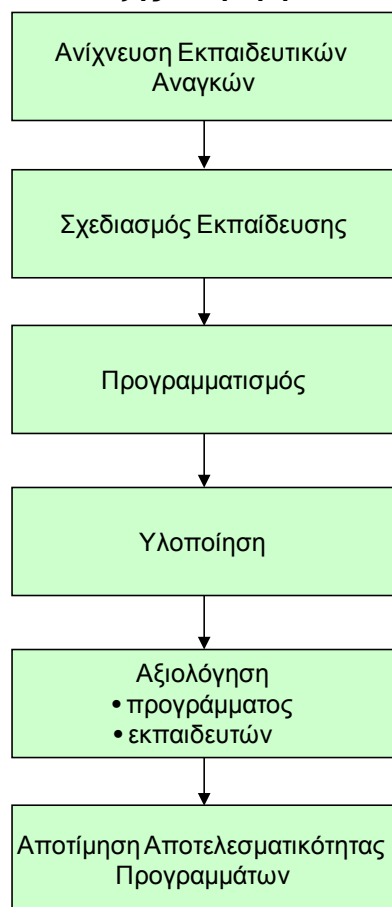 Ανίχνευση Εκπαιδευτικών
Αναγκών
Σχεδιασμός Εκπαίδευσης
Προγραμματισμός
Υλοποίηση
Αξιολόγηση
• προγράμματος
• εκπαιδευτών
Αποτίμηση Αποτελεσματικότητας
Προγραμμάτων